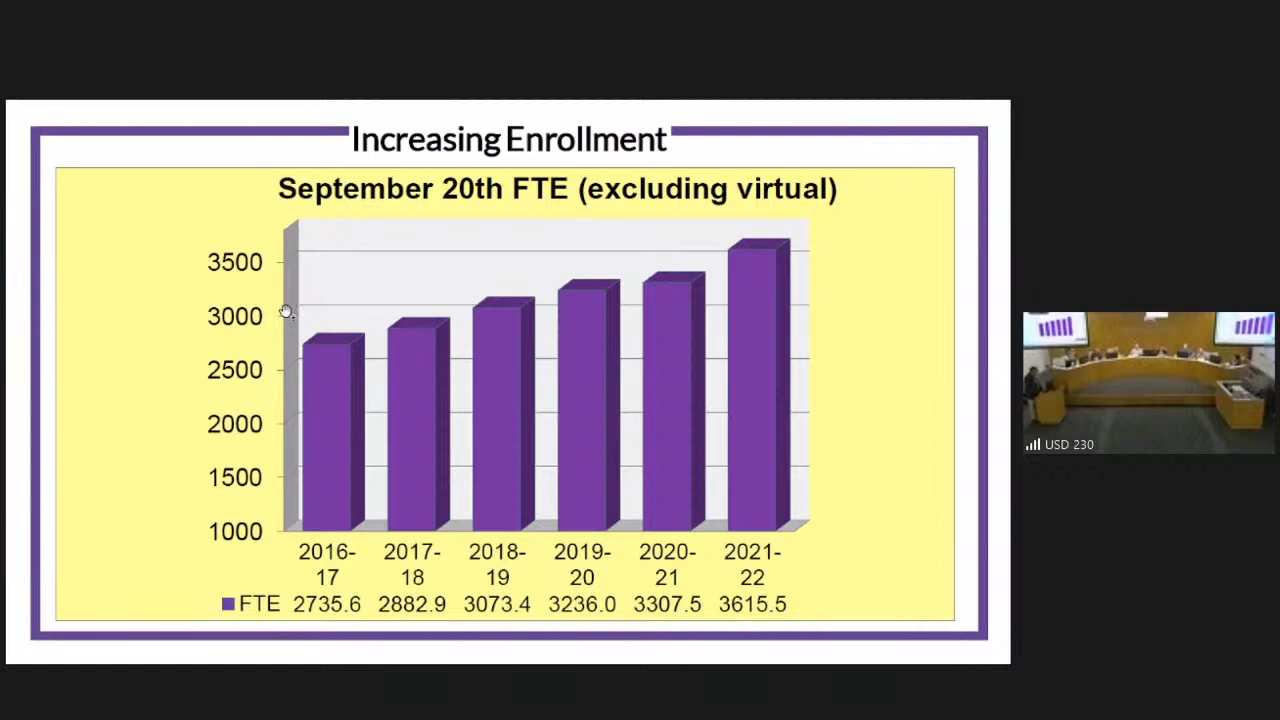 Increasing Enrollment
September 20th FTE (excluding virtual)
3500
3000
2500
2000
1500
1000
2016-17 2017-18 2018-19 2019-20 2020-21 2021-22
FTE 2735.6 2882.9 3073.4 3236.0 3307.5 3615.5
USD 230